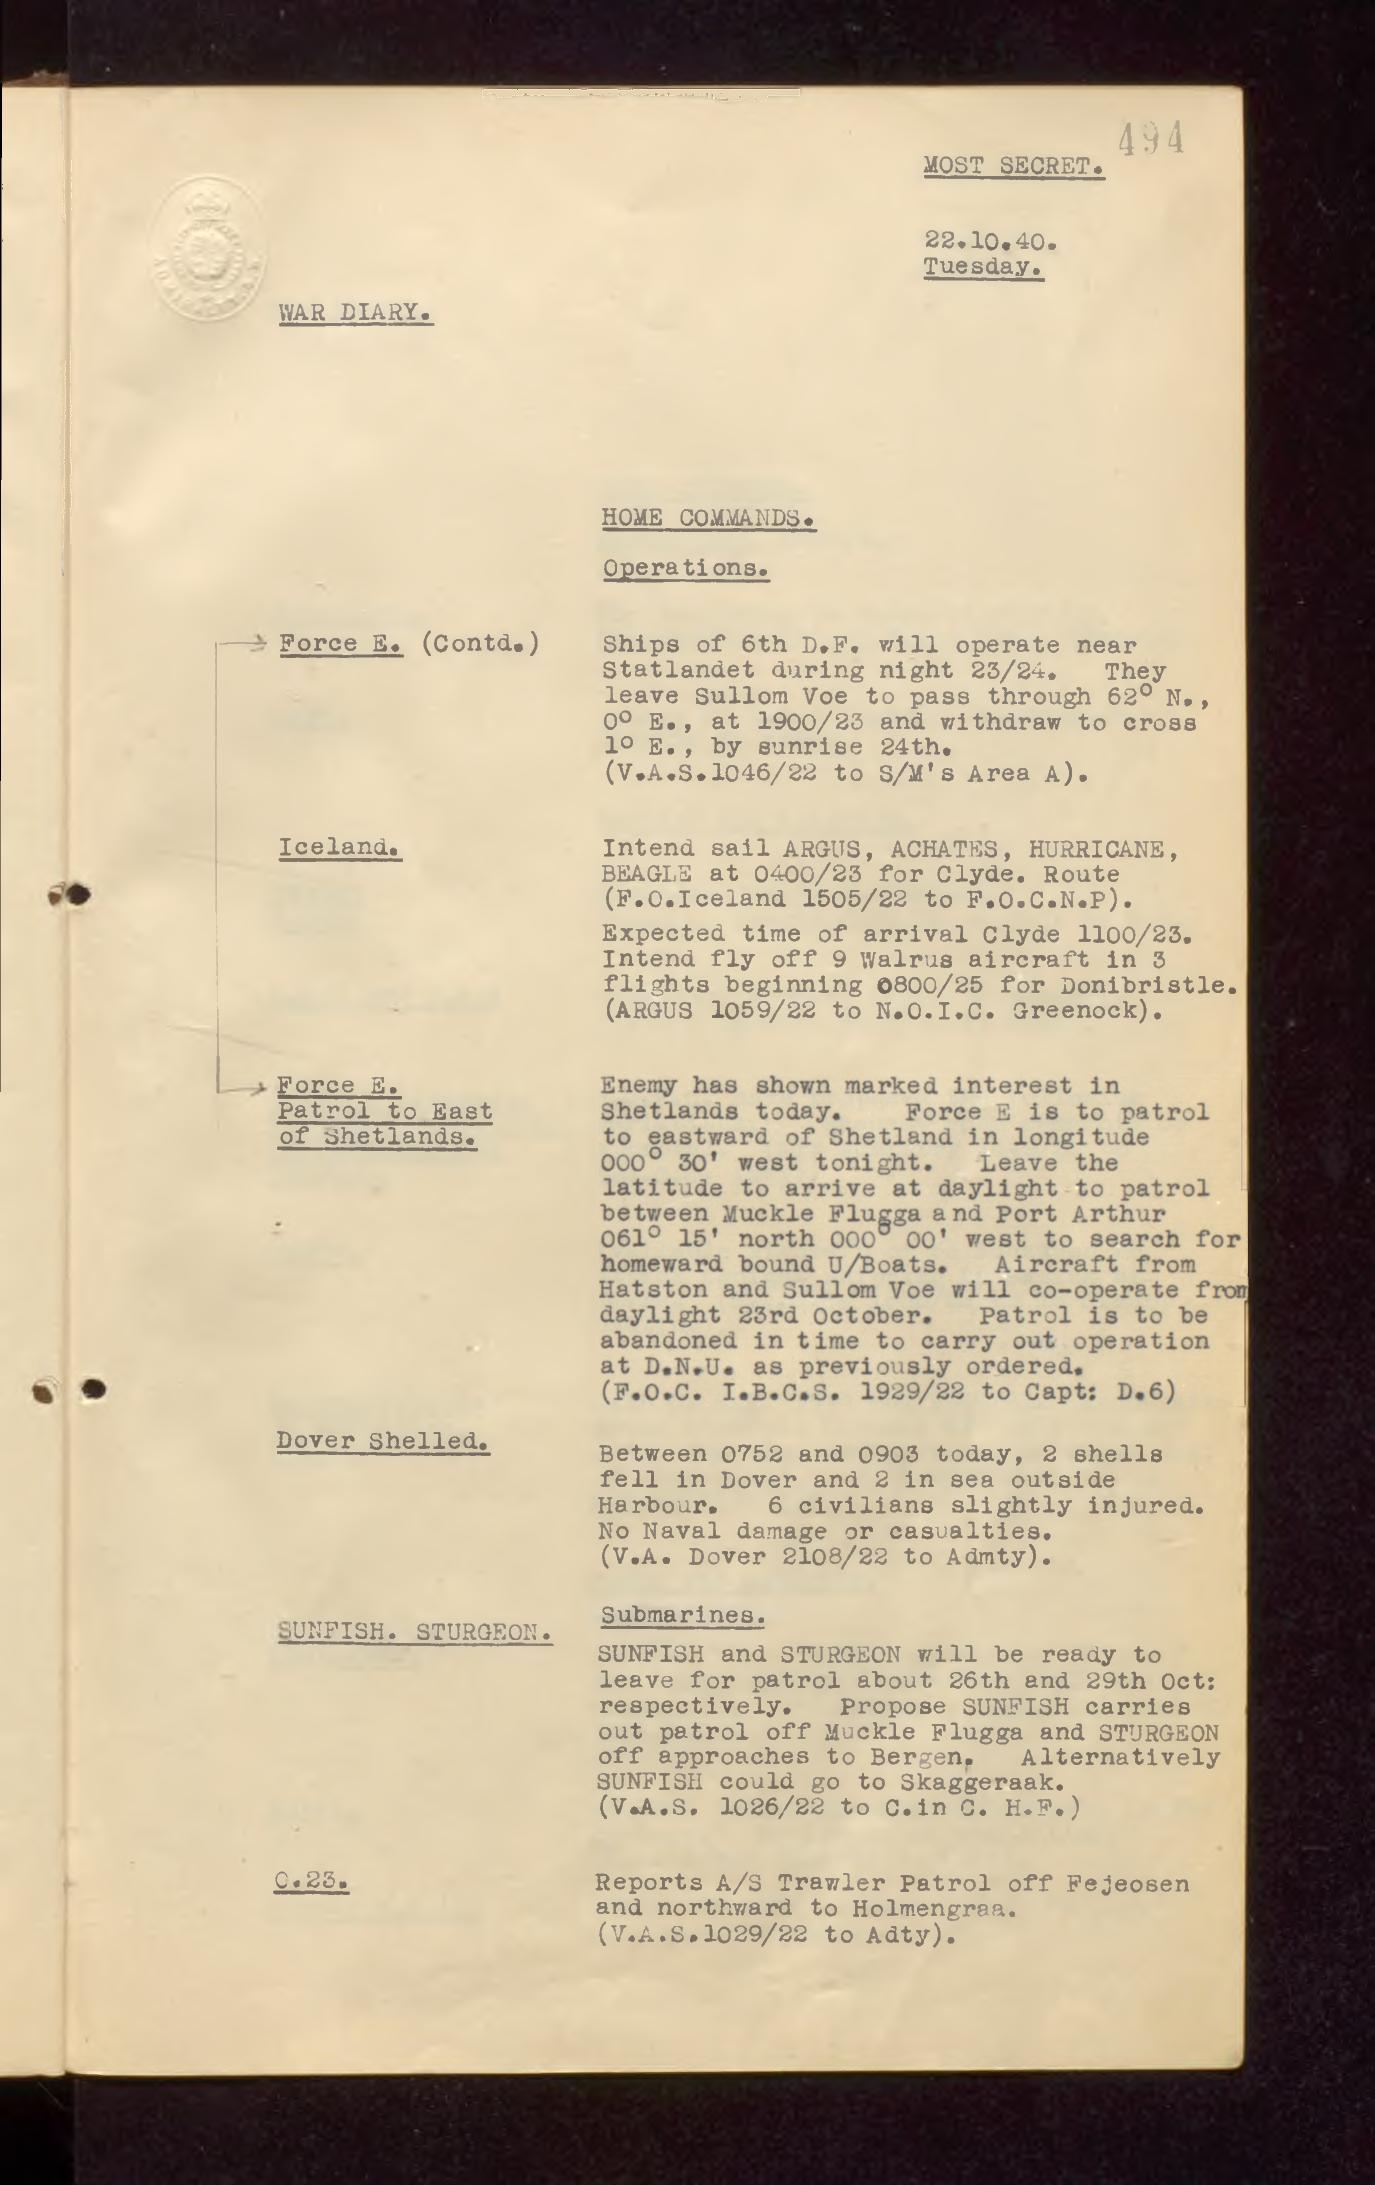 494
MOST SECRET.
22.10.40.
Tuesday.
WAR DIARY.
HOME COMMANDS.
Operations.
Force E. (Contd.)
Ships of 6th D.F. will operate near
Statlandet during night 23/24. They
leave Sullom Voe to pass through 62° N.,
0° E., at 1900/23 and withdraw to cross
1° E., by sunrise 24th.
(V.A.S.1046/22 to S/M's Area A).
Iceland.
Intend sail ARGUS, ACHATES, HURRICANE,
BEAGLE at 0400/23 for Clyde. Route
(F.O.Iceland 1505/22 to F.O.C.N.P).
Expected time of arrival Clyde 1100/23.
Intend fly off 9 Walrus aircraft in 3
flights beginning 0800/25 for Donibristle.
(ARGUS 1059/22 to N.O.I.C. Greenock).
Force E.
Patrol to East
of Shetlands.
Enemy has shown marked interest in
Shetlands today. Force E is to patrol
to eastward of Shetland in longitude
000° 30' west tonight. Leave the
latitude to arrive at daylight to patrol
between Muckle Flugga and Port Arthur
061° 15' north 000° 00' west to search for
homeward bound U/Boats. Aircraft from
Hatston and Sullom Voe will co-operate from
daylight 23rd October. Patrol is to be
abandoned in time to carry out operation
at D.N.U. as previously ordered.
(F.O.C. I.B.C.S. 1929/22 to Capt: D.6)
Dover Shelled.
Between 0752 and 0903 today, 2 shells
fell in Dover and 2 in sea outside
Harbour. 6 civilians slightly injured.
No Naval damage or casualties.
(V.A. Dover 2108/22 to Admty).
Submarines.
SUNFISH. STURGEON.
SUNFISH and STURGEON will be ready to
leave for patrol about 26th and 29th Oct:
respectively. Propose SUNFISH carries
out patrol off Muckle Flugga and STURGEON
off approaches to Bergen. Alternatively
SUNFISH could go to Skaggeraak.
(V.A.S. 1026/22 to C.in C. H.F.)
O.23.
Reports A/S Trawler Patrol off Fejeosen
and northward to Holmengraa.
(V.A.S.1029/22 to Adty).